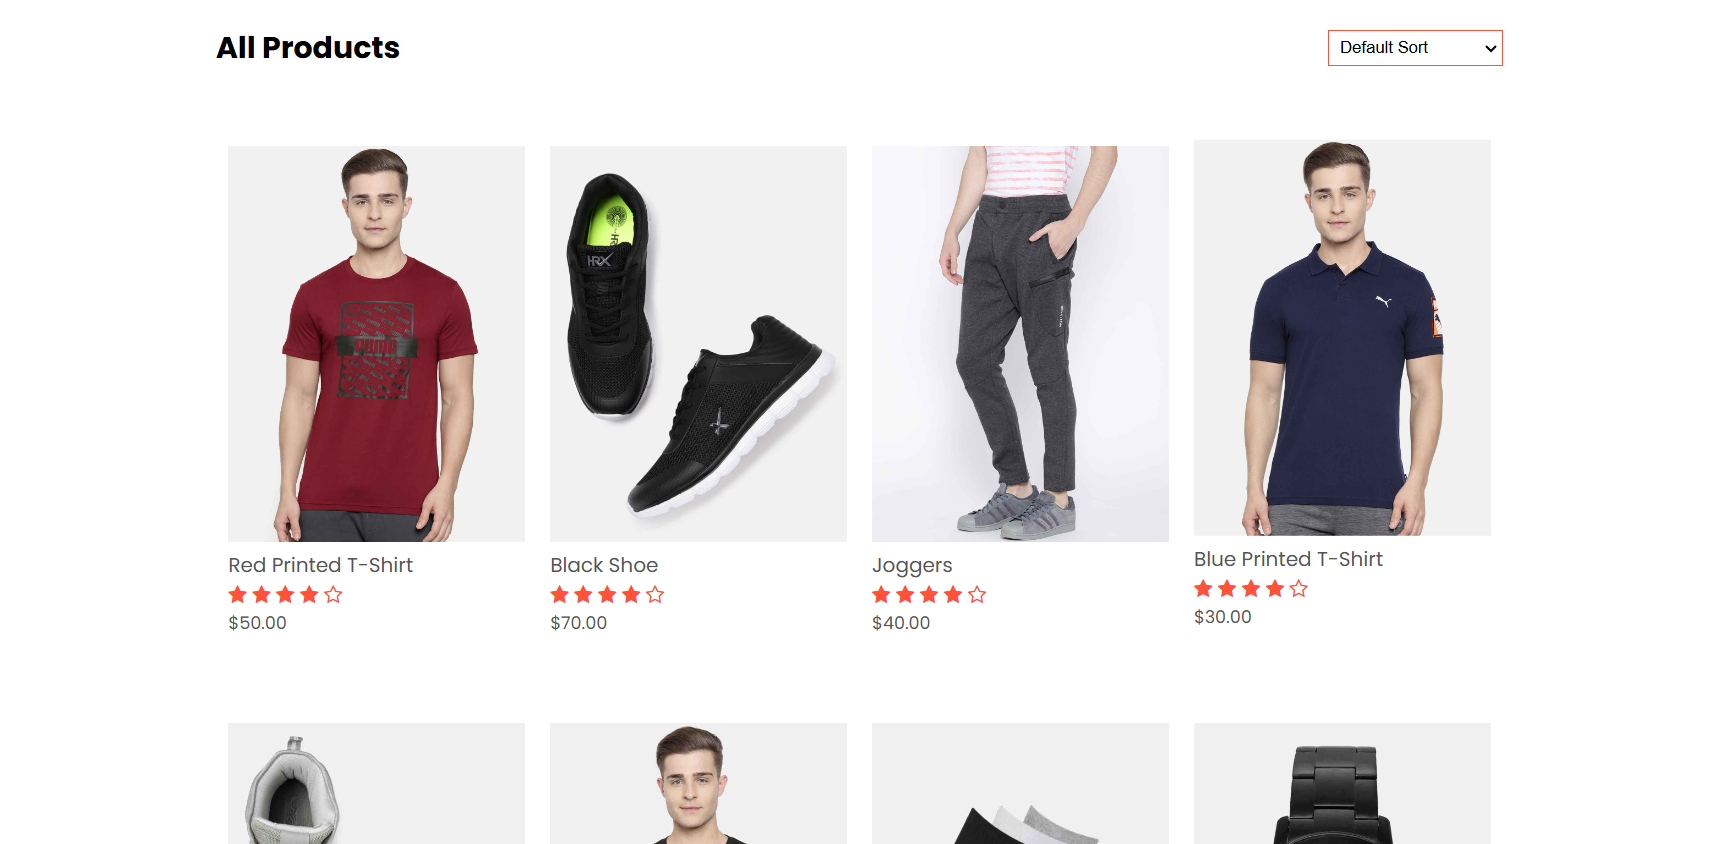 All Products
Default Sort
HRX
HRX
PUMA
Red Printed T-Shirt
$50.00
Black Shoe
$70.00
Joggers
$40.00
Blue Printed T-Shirt
$30.00